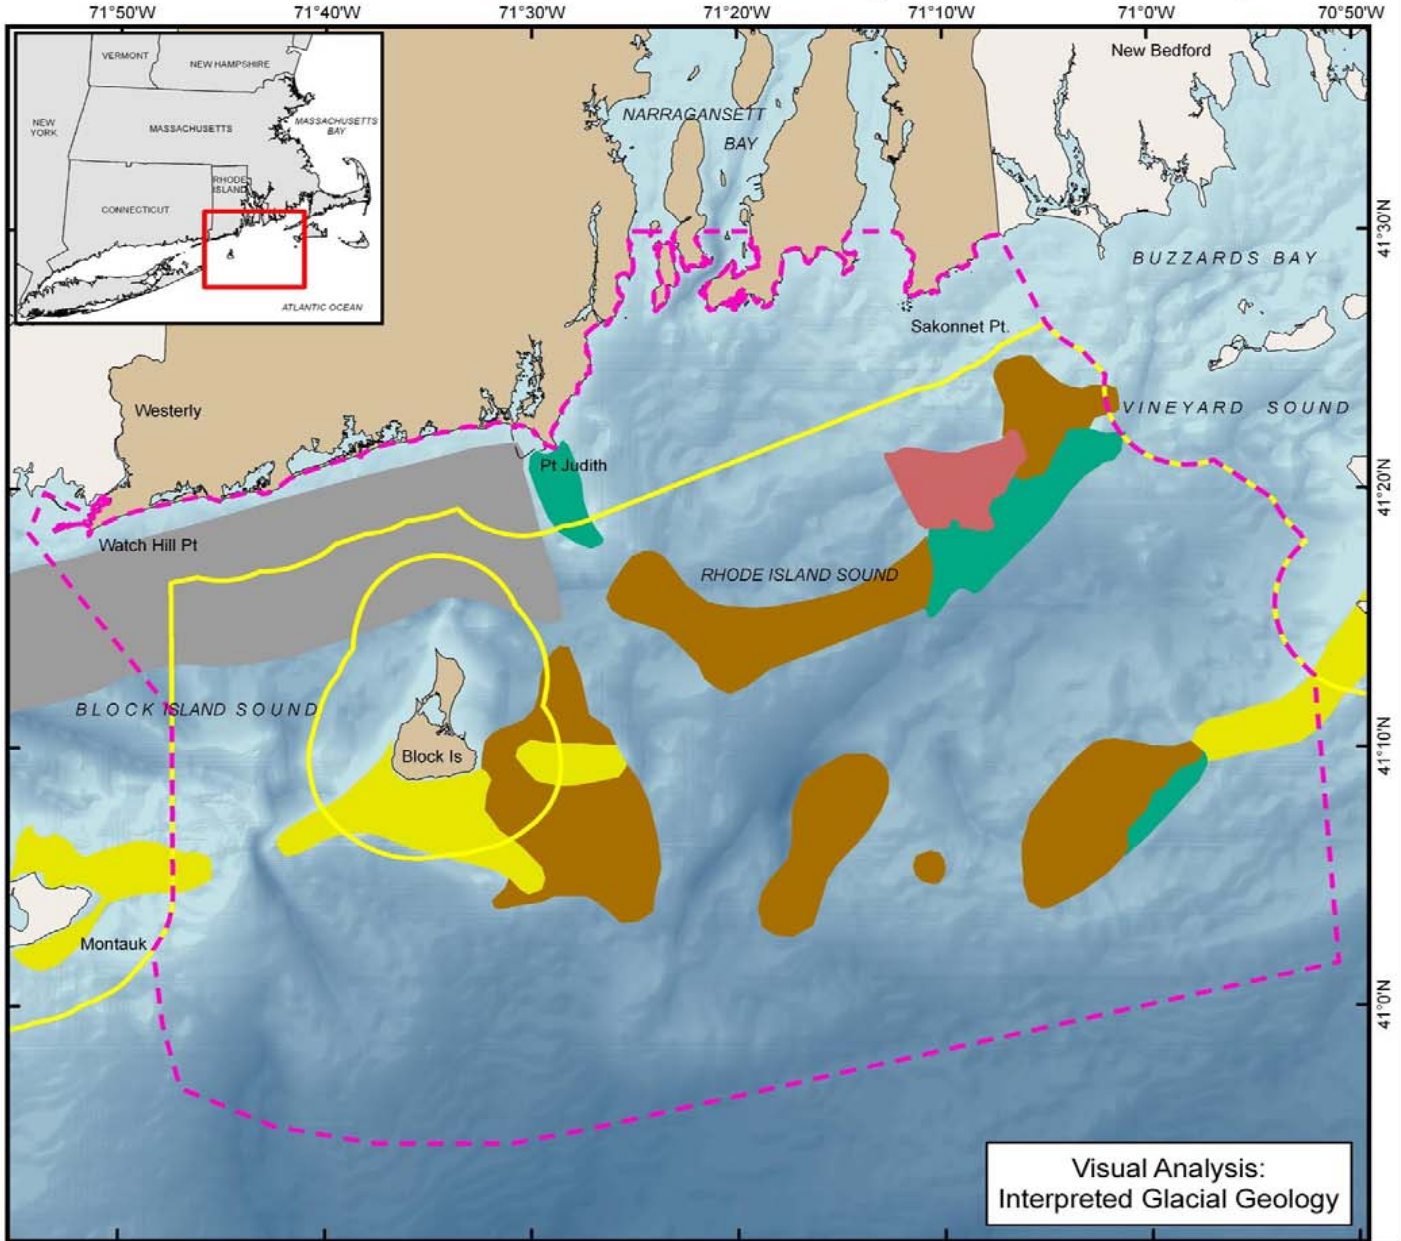 71°50'W
71°40'W
71°30'W
71°20'W
71°10'W
71°0'W
70°50'W
VERMONT
NEW HAMPSHIRE
NEW
YORK
MASSACHUSETTS
MASSACHUSETTS
BAY
RHODE
ISLAND
CONNECTICUT
ATLANTIC OCEAN
New Bedford
NARRAGANSETT
BAY
41°30'N
BUZZARDS BAY
Sakonnet Pt.
Westerly
VINEYARD SOUND
Pt Judith
41°20'N
Watch Hill Pt
RHODE ISLAND SOUND
BLOCK ISLAND SOUND
Block Is
41°10'N
Montauk
41°0'N
Visual Analysis:
Interpreted Glacial Geology